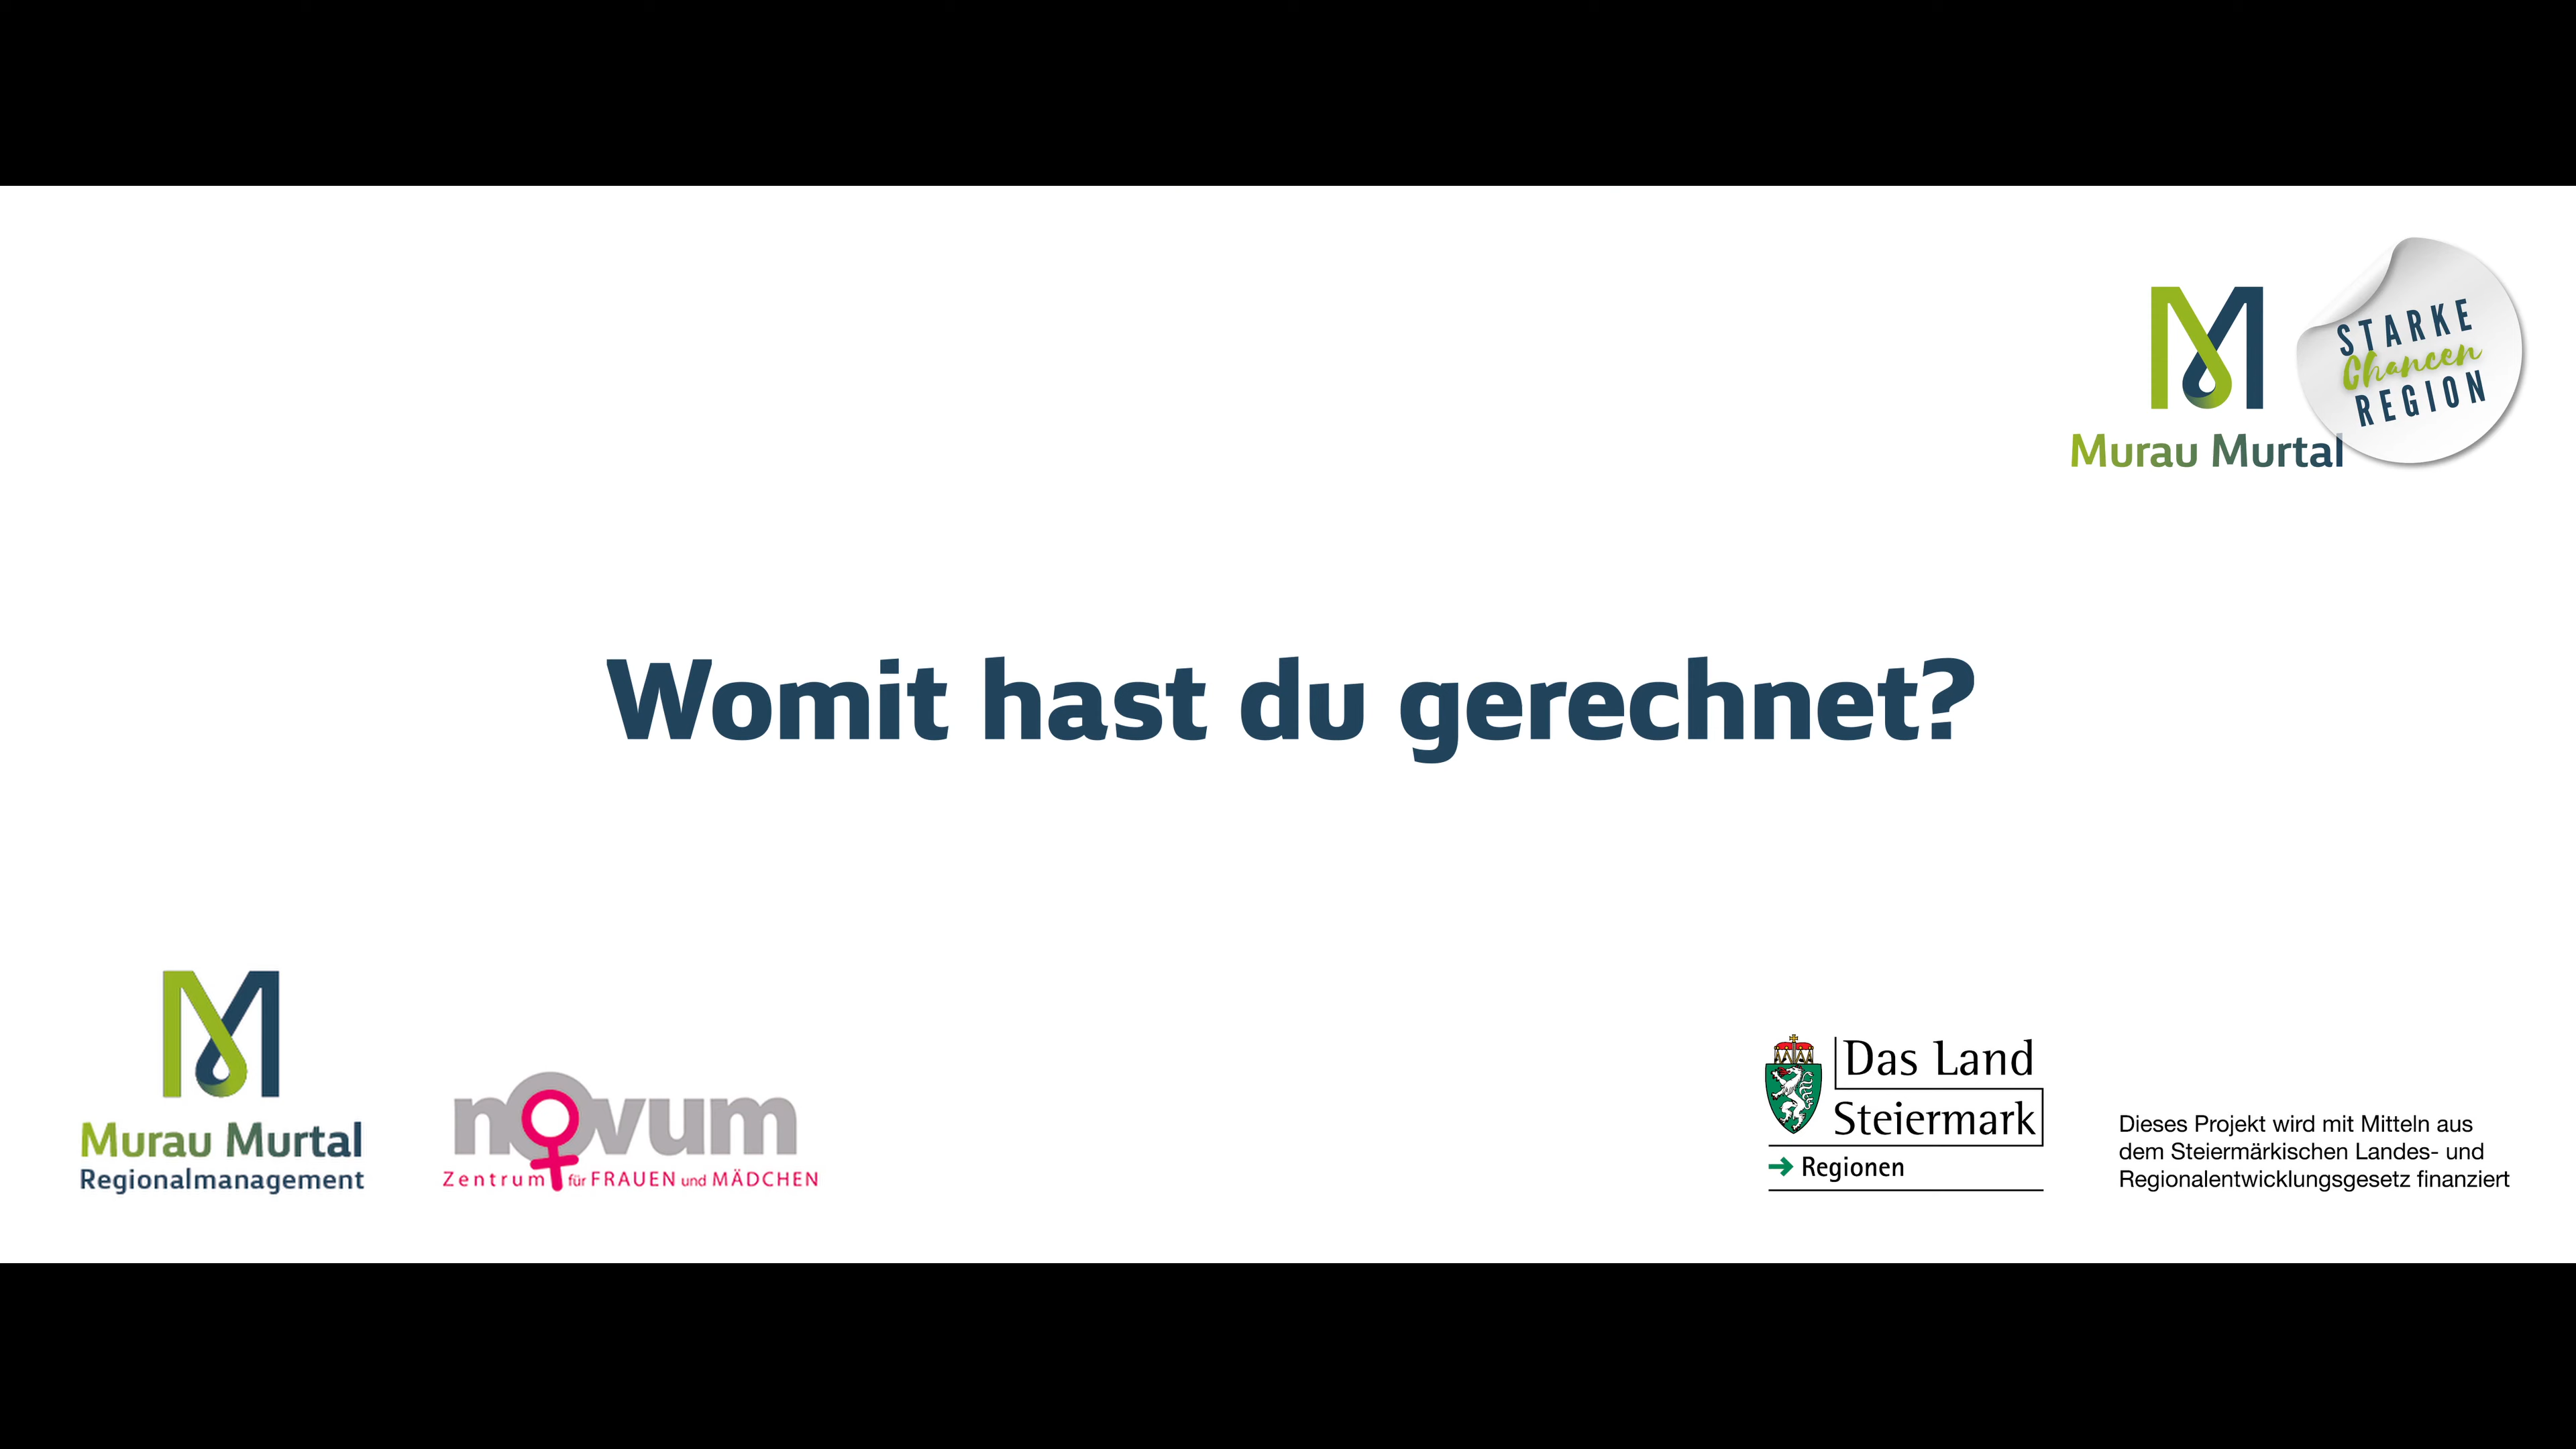 STARKE
Chancen
REGION
Murau Murtal
Womit hast du gerechnet?
Murau Murtal
Regionalmanagement
novum
Zentrum für FRAUEN und MÄDCHEN
Das Land
Steiermark
→ Regionen
Dieses Projekt wird mit Mitteln aus
dem Steiermärkischen Landes- und
Regionalentwicklungsgesetz finanziert